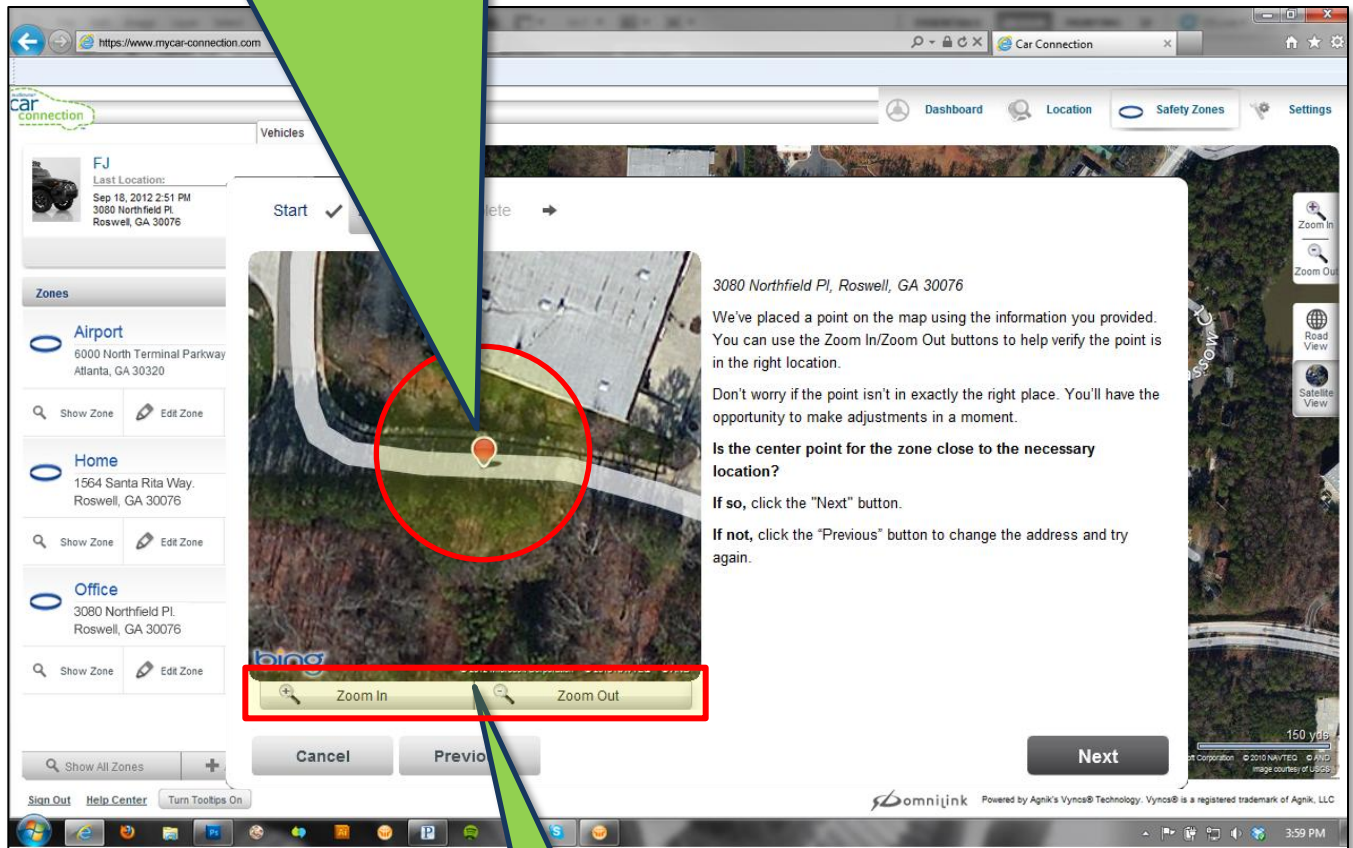 https://www.mycar-connection.com
Car Connection
car
connection
Dashboard
Location
Safety Zones
Settings
Vehicles
FJ
Last Location:
Sep 18, 2012 2:51 PM
3080 Northfield Pl.
Roswell, GA 30076
Start
Zoom In
Zoom Out
Road
View
Satellite
View
Zones
Airport
6000 North Terminal Parkway
Atlanta, GA 30320
Show Zone
Edit Zone
Home
1564 Santa Rita Way.
Roswell, GA 30076
Show Zone
Edit Zone
Office
3080 Northfield Pl.
Roswell, GA 30076
Show Zone
Edit Zone
3080 Northfield Pl, Roswell, GA 30076
We've placed a point on the map using the information you provided.
You can use the Zoom In/Zoom Out buttons to help verify the point is
in the right location.
Don't worry if the point isn't in exactly the right place. You'll have the
opportunity to make adjustments in a moment.
Is the center point for the zone close to the necessary
location?
If so, click the "Next" button.
If not, click the “Previous” button to change the address and try
again.
bing
Zoom In
Zoom Out
Cancel
Previo
Next
150 yds
© 2010 NAVTEQ © AND
Image courtesy of USGS
Show All Zones
Sign Out
Help Center
Turn Tooltips On
omnilink
Powered by Agnik's Vyncs® Technology. Vyncs® is a registered trademark of Agnik, LLC
3:59 PM